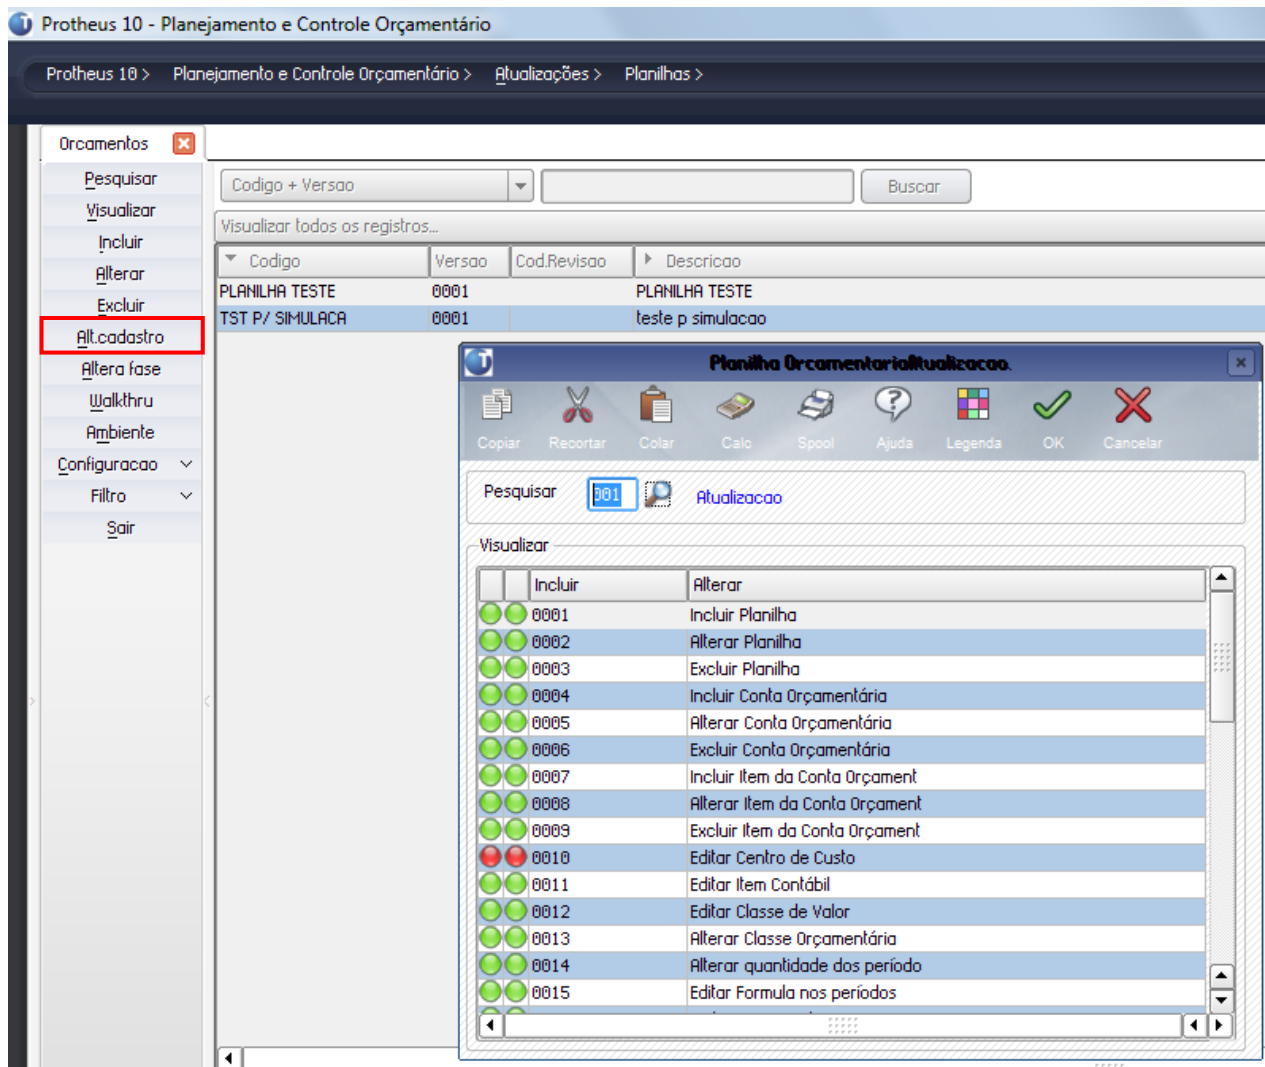 Protheus 10 - Planejamento e Controle Orçamentário
Protheus 10 > Planejamento e Controle Orçamentário > Atualizações > Planilhas >
Orcamentos
Pesquisar
Visualizar
Incluir
Alterar
Excluir
Alt.cadastro
Altera fase
Walkthru
Ambiente
Configuracao
Filtro
Sair
Codigo + Versao Buscar
Visualizar todos os registros...
Codigo Versao Cod.Revisao Descricao
PLANILHA TESTE 0001 PLANILHA TESTE
TST P/ SIMULACA 0001 teste p simulacao
Planilha OrcamentariaAtualizacao.
Copiar Recortar Colar Calc Spool Ajuda Legenda OK Cancelar
Pesquisar 001 Atualizacao
Visualizar
Incluir Alterar
0001 Incluir Planilha
0002 Alterar Planilha
0003 Excluir Planilha
0004 Incluir Conta Orçamentária
0005 Alterar Conta Orçamentária
0006 Excluir Conta Orçamentária
0007 Incluir Item da Conta Orçament
0008 Alterar Item da Conta Orçament
0009 Excluir Item da Conta Orçament
0010 Editar Centro de Custo
0011 Editar Item Contábil
0012 Editar Classe de Valor
0013 Alterar Classe Orçamentária
0014 Alterar quantidade dos período
0015 Editar Formula nos períodos